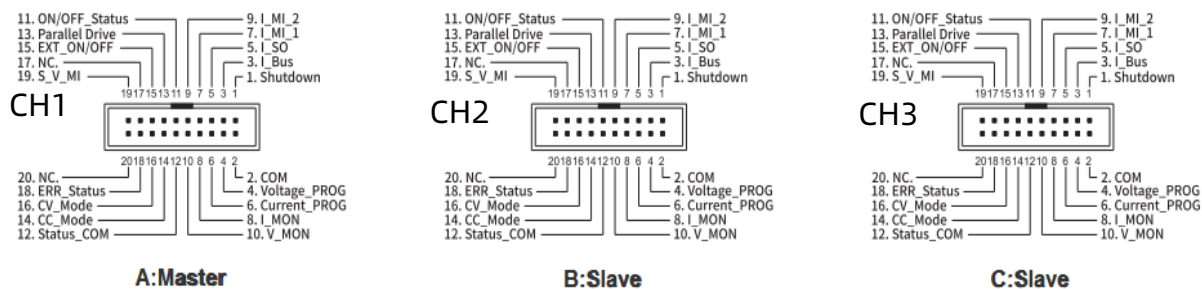 11. ON/OFF_Status
13. Parallel Drive
15. EXT_ON/OFF
17. NC.
19. S_V_MI
9. I_MI_2
7. I_MI_1
5. I_SO
3. I_Bus
1. Shutdown
19 17 15 13 11 9 7 5 3 1
CH1
20 18 16 14 12 10 8 6 4 2
20. NC.
18. ERR_Status
16. CV_Mode
14. CC_Mode
12. Status_COM
2. COM
4. Voltage_PROG
6. Current_PROG
8. I_MON
10. V_MON
A:Master
11. ON/OFF_Status
13. Parallel Drive
15. EXT_ON/OFF
17. NC.
19. S_V_MI
9. I_MI_2
7. I_MI_1
5. I_SO
3. I_Bus
1. Shutdown
19 17 15 13 11 9 7 5 3 1
CH2
20 18 16 14 12 10 8 6 4 2
20. NC.
18. ERR_Status
16. CV_Mode
14. CC_Mode
12. Status_COM
2. COM
4. Voltage_PROG
6. Current_PROG
8. I_MON
10. V_MON
B:Slave
11. ON/OFF_Status
13. Parallel Drive
15. EXT_ON/OFF
17. NC.
19. S_V_MI
9. I_MI_2
7. I_MI_1
5. I_SO
3. I_Bus
1. Shutdown
19 17 15 13 11 9 7 5 3 1
CH3
20 18 16 14 12 10 8 6 4 2
20. NC.
18. ERR_Status
16. CV_Mode
14. CC_Mode
12. Status_COM
2. COM
4. Voltage_PROG
6. Current_PROG
8. I_MON
10. V_MON
C:Slave